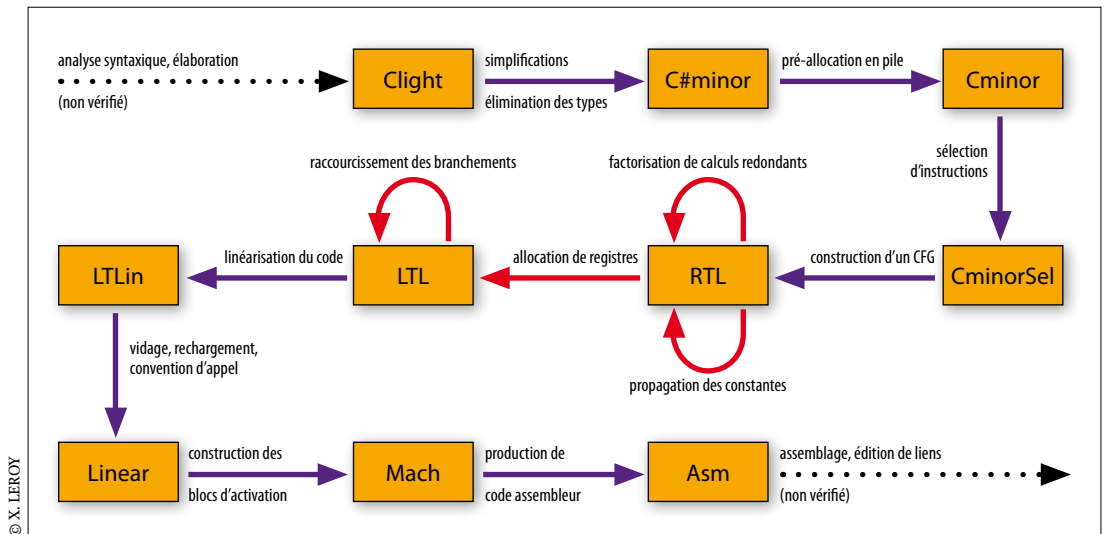 analyse syntaxique, élaboration
(non vérifié)
Clight
simplifications
élimination des types
C#minor
pré-allocation en pile
Cminor
sélection
d'instructions
raccourcissement des branchements
factorisation de calculs redondants
LTLin
linéarisation du code
LTL
allocation de registres
RTL
construction d'un CFG
CminorSel
vidage, rechargement,
convention d'appel
propagation des constantes
Linear
construction des
blocs d'activation
Mach
production de
code assembleur
Asm
assemblage, édition de liens
(non vérifié)
© X. LEROY